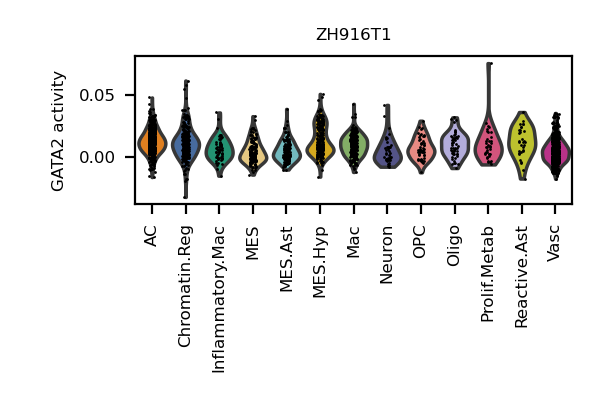 ZH916T1
GATA2 activity
0.05
0.00
AC
Chromatin.Reg
Inflammatory.Mac
MES
MES.Ast
MES.Hyp
Mac
Neuron
OPC
Oligo
Prolif.Metab
Reactive.Ast
Vasc